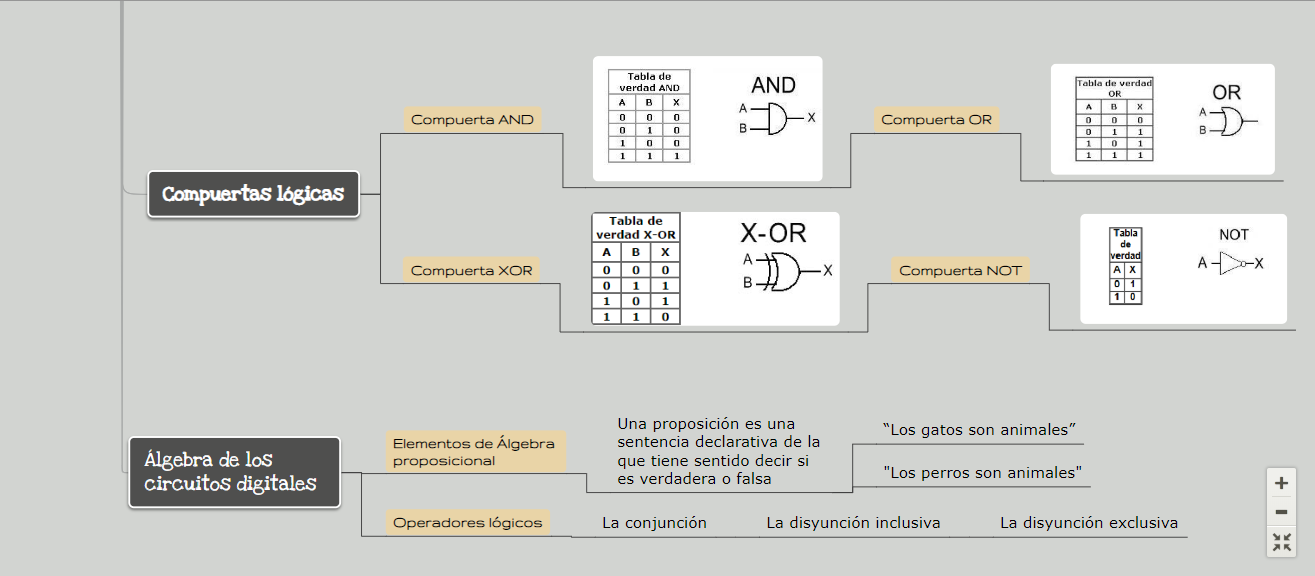 Compuertas lógicas
Compuerta AND
Tabla de
verdad AND
A B X
0 0 0
0 1 0
1 0 0
1 1 1
AND
A
B
X
Compuerta OR
Tabla de verdad
OR
A B X
0 0 0
0 1 1
1 0 1
1 1 1
OR
A
B
Compuerta XOR
Tabla de
verdad X-OR
A B X
0 0 0
0 1 1
1 0 1
1 1 0
X-OR
A
B
X
Compuerta NOT
Tabla
de
verdad
A X
0 1
1 0
NOT
A X
Álgebra de los
circuitos digitales
Elementos de Álgebra
proposicional
Una proposición es una
sentencia declarativa de la
que tiene sentido decir si
es verdadera o falsa
“Los gatos son animales”
"Los perros son animales"
Operadores lógicos
La conjunción
La disyunción inclusiva
La disyunción exclusiva